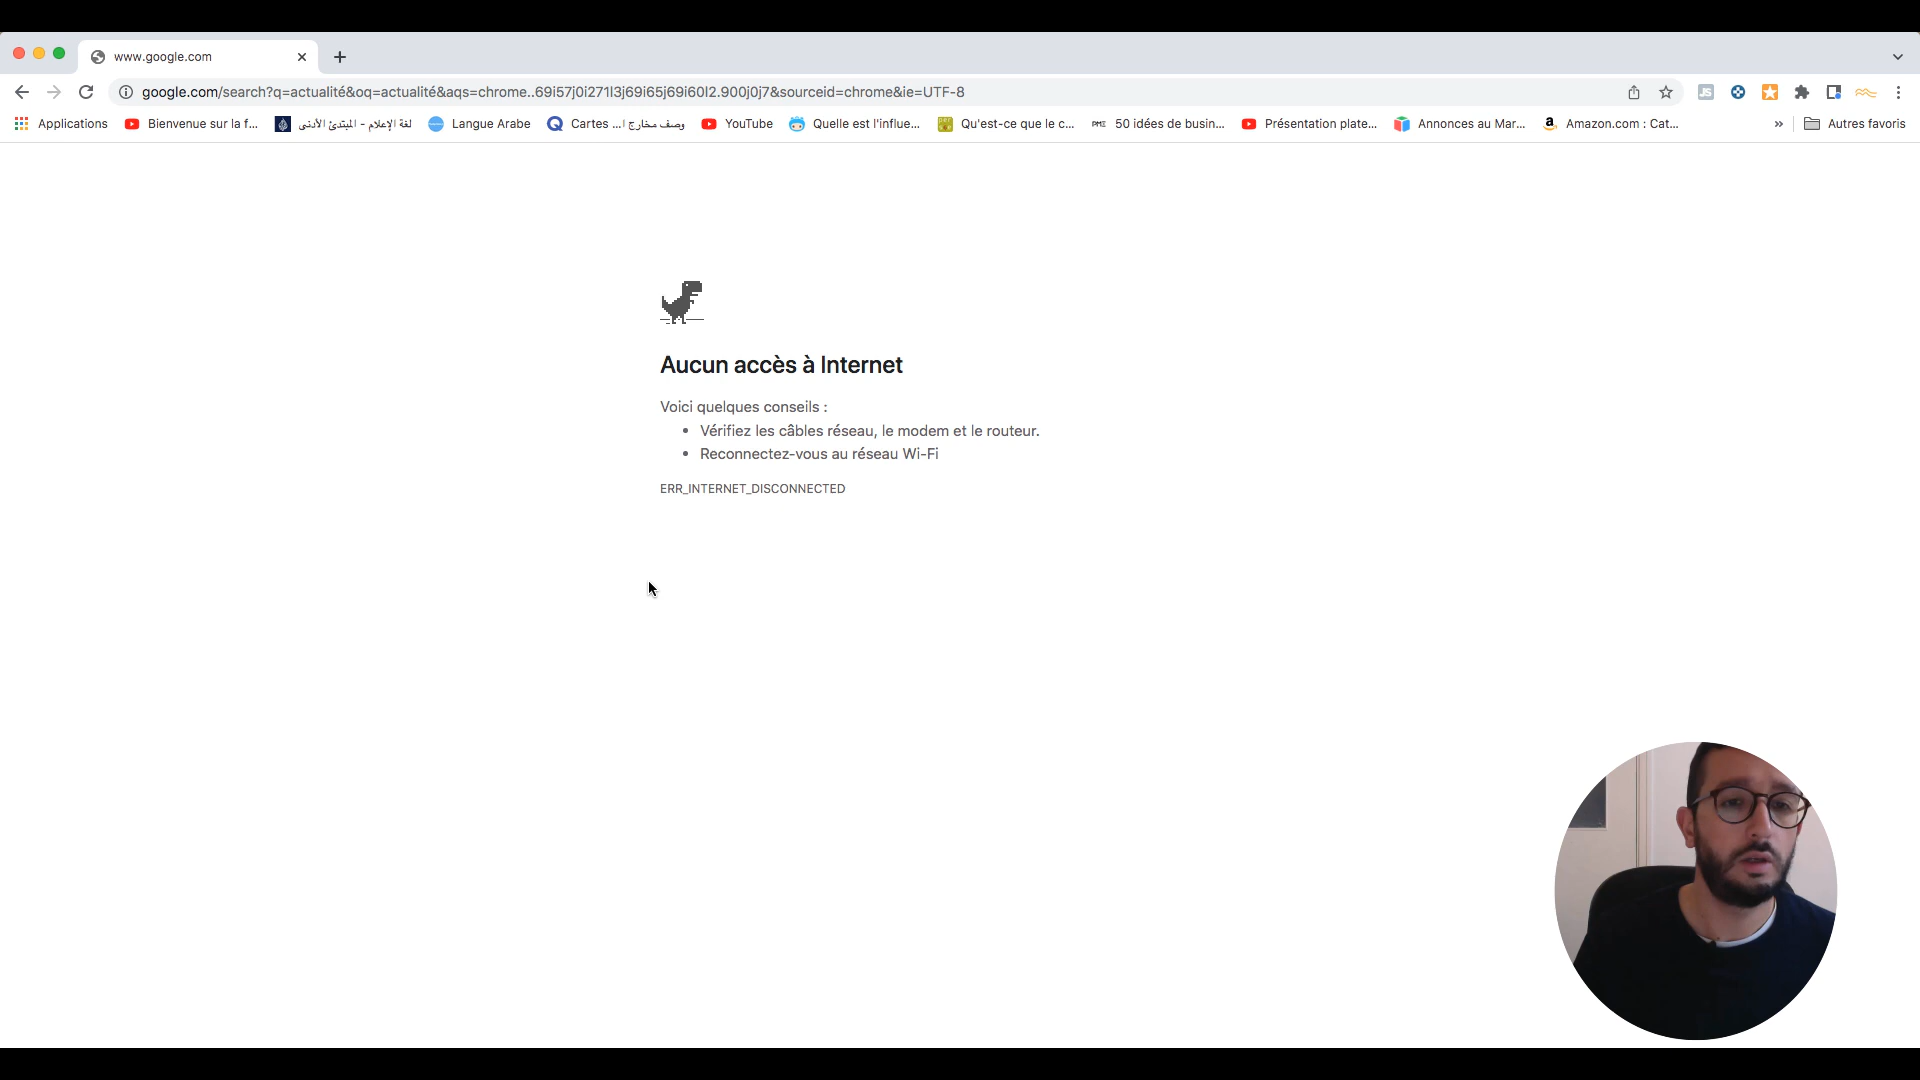 www.google.com
google.com/search?q=actualité&oq=actualité&aqs=chrome..69i57j0i271l3j69i65j69i60l2.900j0j7&sourceid=chrome&ie=UTF-8
Applications Bienvenue sur la f... لغة الإعلام - المبتدئ الأدنى Langue Arabe Cartes ...وصف مخارج ا YouTube Quelle est l'influe... Qu'est-ce que le c... PME 50 idées de busin... Présentation plate... Annonces au Mar... Amazon.com : Cat... » Autres favoris
Aucun accès à Internet
Voici quelques conseils :
• Vérifiez les câbles réseau, le modem et le routeur.
• Reconnectez-vous au réseau Wi-Fi
ERR_INTERNET_DISCONNECTED